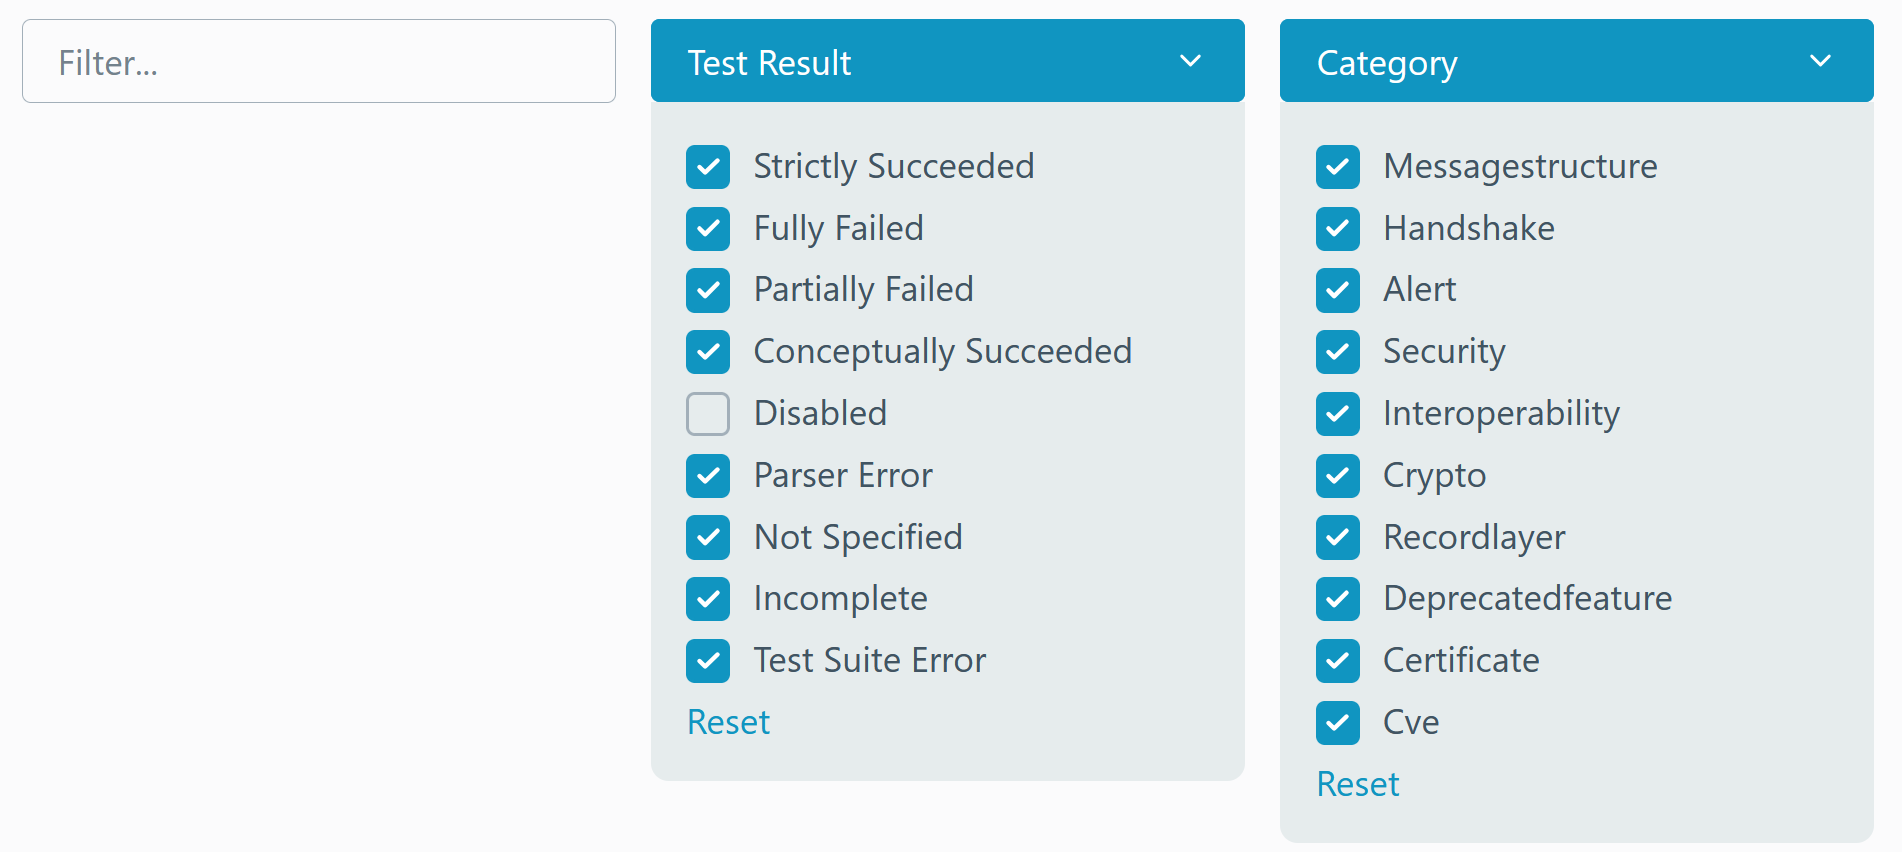 Filter...
Test Result
Strictly Succeeded
Fully Failed
Partially Failed
Conceptually Succeeded
Disabled
Parser Error
Not Specified
Incomplete
Test Suite Error
Reset
Category
Messagestructure
Handshake
Alert
Security
Interoperability
Crypto
Recordlayer
Deprecatedfeature
Certificate
Cve
Reset